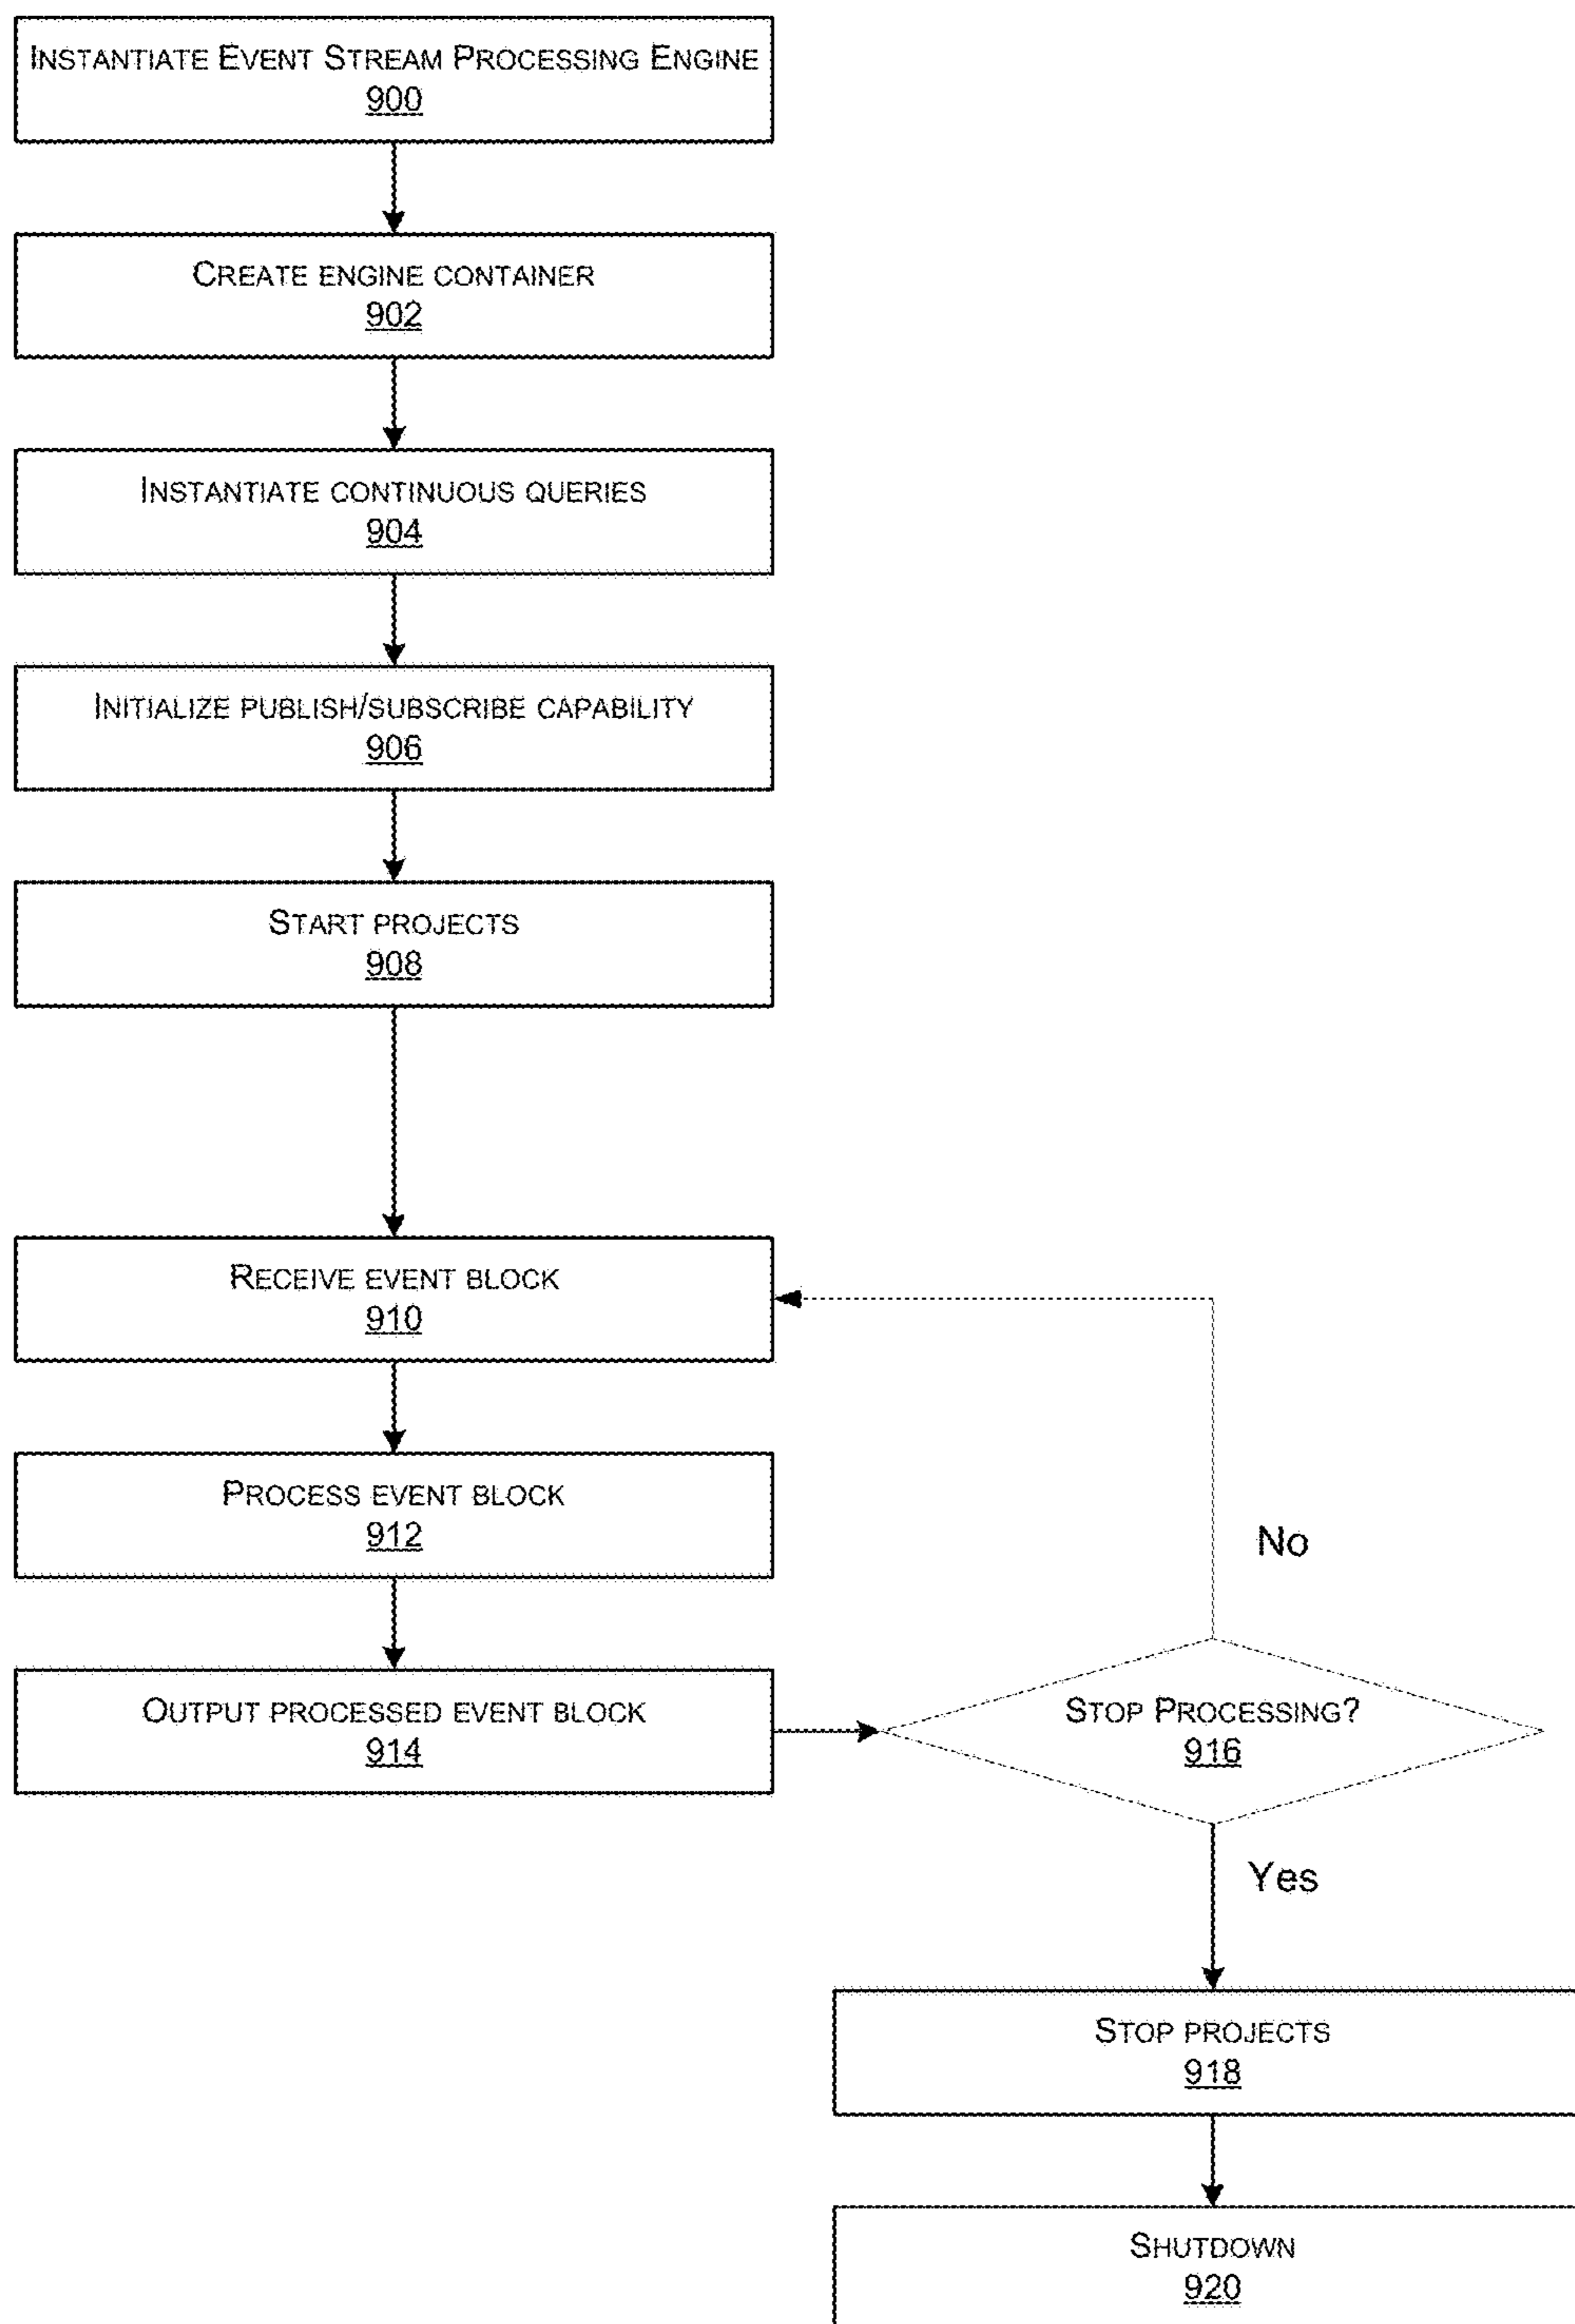 INSTANTIATE EVENT STREAM PROCESSING ENGINE
900
CREATE ENGINE CONTAINER
902
INSTANTIATE CONTINUOUS QUERIES
904
INITIALIZE PUBLISH/SUBSCRIBE CAPABILITY
906
START PROJECTS
908
RECEIVE EVENT BLOCK
910
PROCESS EVENT BLOCK
912
No
OUTPUT PROCESSED EVENT BLOCK
914
STOP PROCESSING?
916
Yes
STOP PROJECTS
918
SHUTDOWN
920